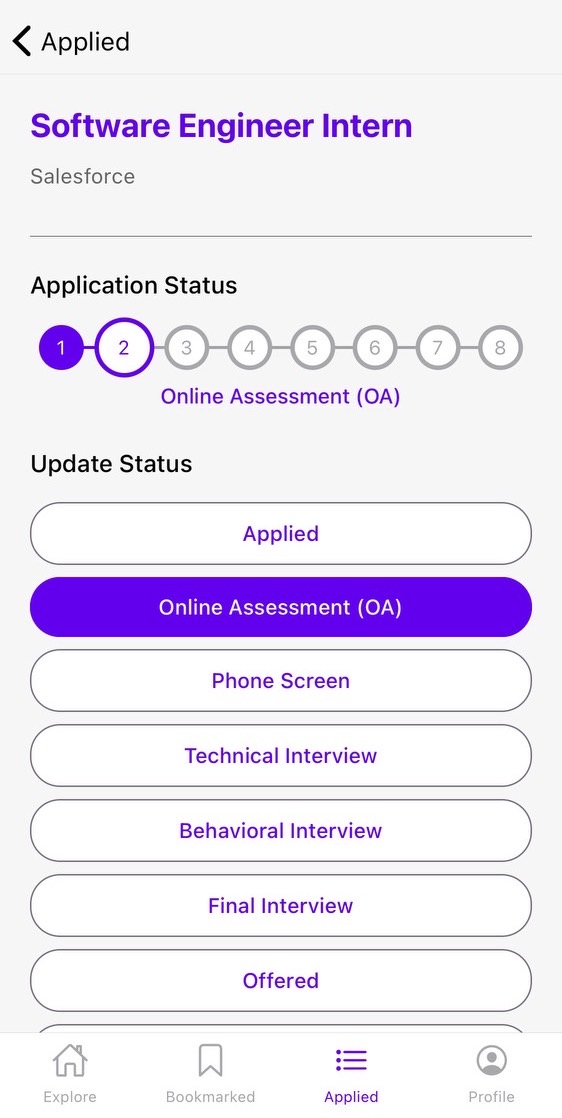 Applied
Software Engineer Intern
Salesforce
Application Status
1 2 3 4 5 6 7 8
Online Assessment (OA)
Update Status
Applied
Online Assessment (OA)
Phone Screen
Technical Interview
Behavioral Interview
Final Interview
Offered
Explore Bookmarked Applied Profile